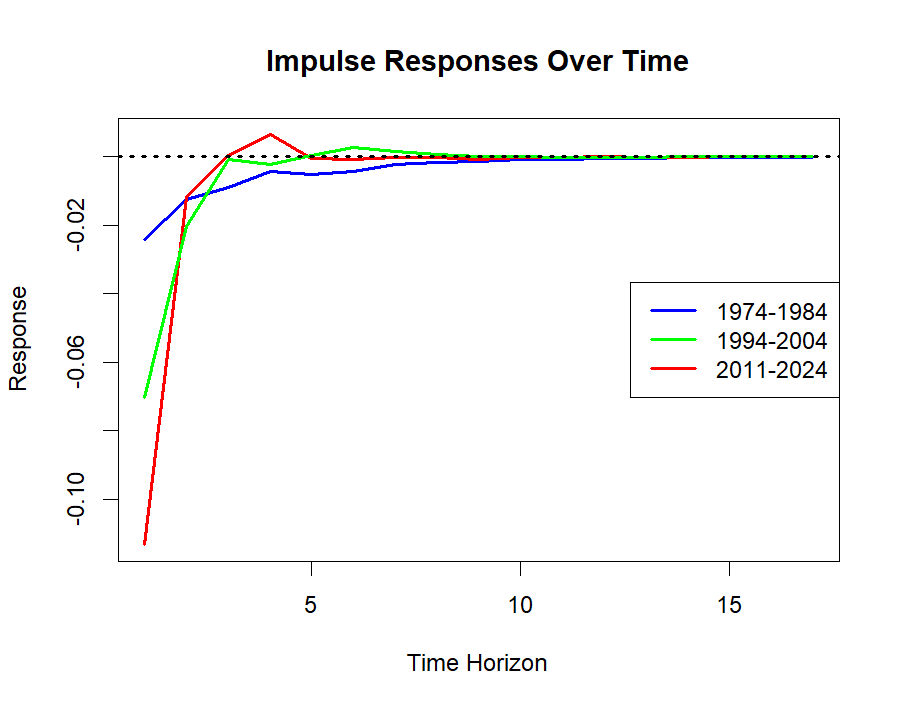 Impulse Responses Over Time
Response
-0.02
-0.06
-0.10
1974-1984
1994-2004
2011-2024
5 10 15
Time Horizon